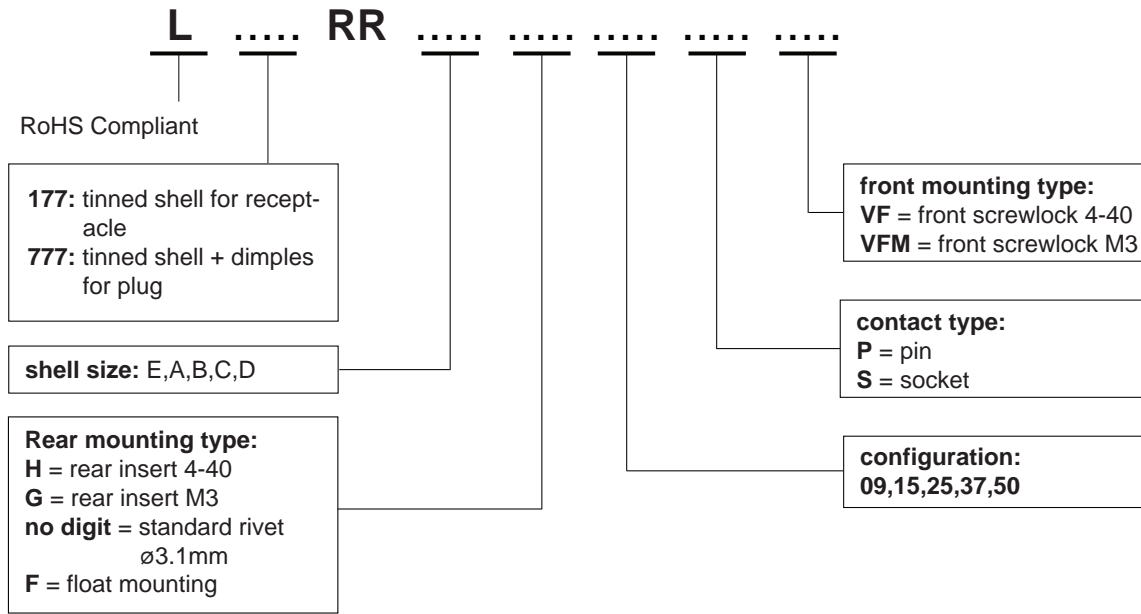 L ..... RR ..... ..... ..... ..... .....
RoHS Compliant
177: tinned shell for recept-
acle
777: tinned shell + dimples
for plug
shell size: E,A,B,C,D
Rear mounting type:
H = rear insert 4-40
G = rear insert M3
no digit = standard rivet
ø3.1mm
F = float mounting
front mounting type:
VF = front screwlock 4-40
VFM = front screwlock M3
contact type:
P = pin
S = socket
configuration:
09,15,25,37,50